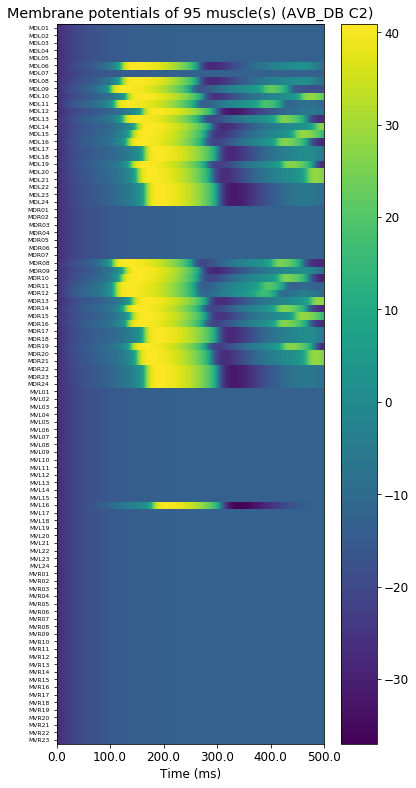 Membrane potentials of 95 muscle(s) (AVB_DB C2)
MDL01
MDL02
MDL03
MDL04
MDL05
MDL06
MDL07
MDL08
MDL09
MDL10
MDL11
MDL12
MDL13
MDL14
MDL15
MDL16
MDL17
MDL18
MDL19
MDL20
MDL21
MDL22
MDL23
MDL24
MDR01
MDR02
MDR03
MDR04
MDR05
MDR06
MDR07
MDR08
MDR09
MDR10
MDR11
MDR12
MDR13
MDR14
MDR15
MDR16
MDR17
MDR18
MDR19
MDR20
MDR21
MDR22
MDR23
MDR24
MVL01
MVL02
MVL03
MVL04
MVL05
MVL06
MVL07
MVL08
MVL09
MVL10
MVL11
MVL12
MVL13
MVL14
MVL15
MVL16
MVL17
MVL18
MVL19
MVL20
MVL21
MVL22
MVL23
MVL24
MVR01
MVR02
MVR03
MVR04
MVR05
MVR06
MVR07
MVR08
MVR09
MVR10
MVR11
MVR12
MVR13
MVR14
MVR15
MVR16
MVR17
MVR18
MVR19
MVR20
MVR21
MVR22
MVR23
0.0 100.0 200.0 300.0 400.0 500.0
Time (ms)
40
30
20
10
0
−10
−20
−30